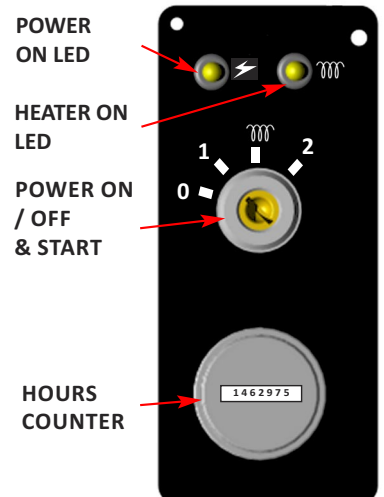 POWER
ON LED
HEATER ON
LED
1
2
0
POWER ON
/ OFF
& START
1462975
HOURS
COUNTER